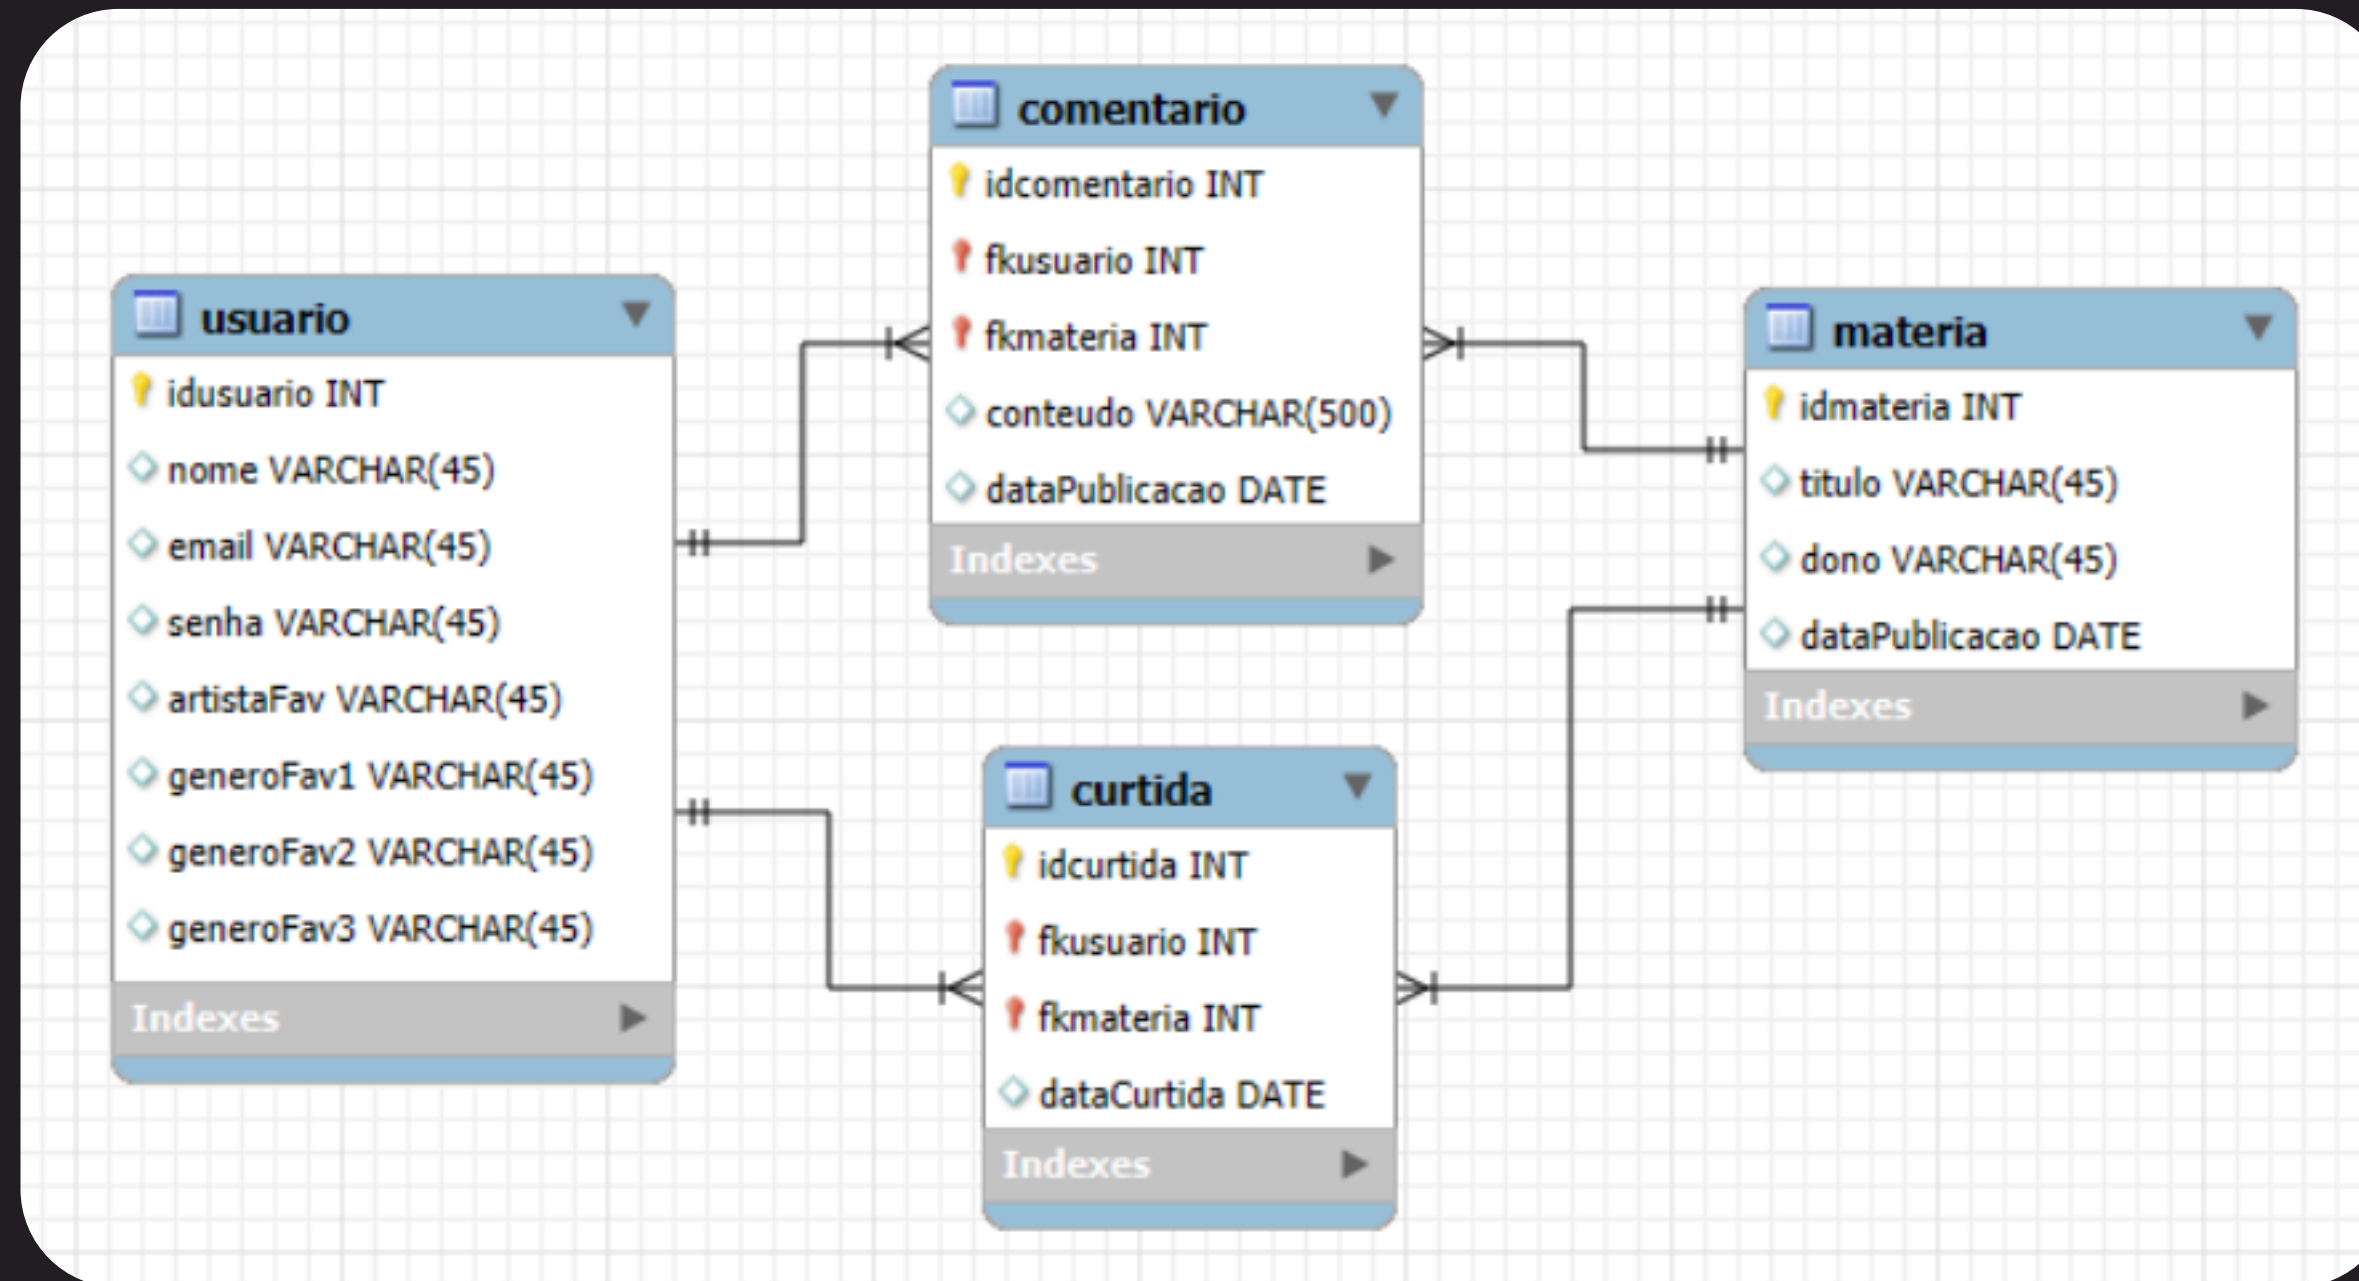 usuario
idusuario INT
nome VARCHAR(45)
email VARCHAR(45)
senha VARCHAR(45)
artistaFav VARCHAR(45)
generoFav1 VARCHAR(45)
generoFav2 VARCHAR(45)
generoFav3 VARCHAR(45)
Indexes
comentario
idcomentario INT
fkusuario INT
fkmateria INT
conteudo VARCHAR(500)
dataPublicacao DATE
Indexes
curtida
idcurtida INT
fkusuario INT
fkmateria INT
dataCurtida DATE
Indexes
materia
idmateria INT
titulo VARCHAR(45)
dono VARCHAR(45)
dataPublicacao DATE
Indexes